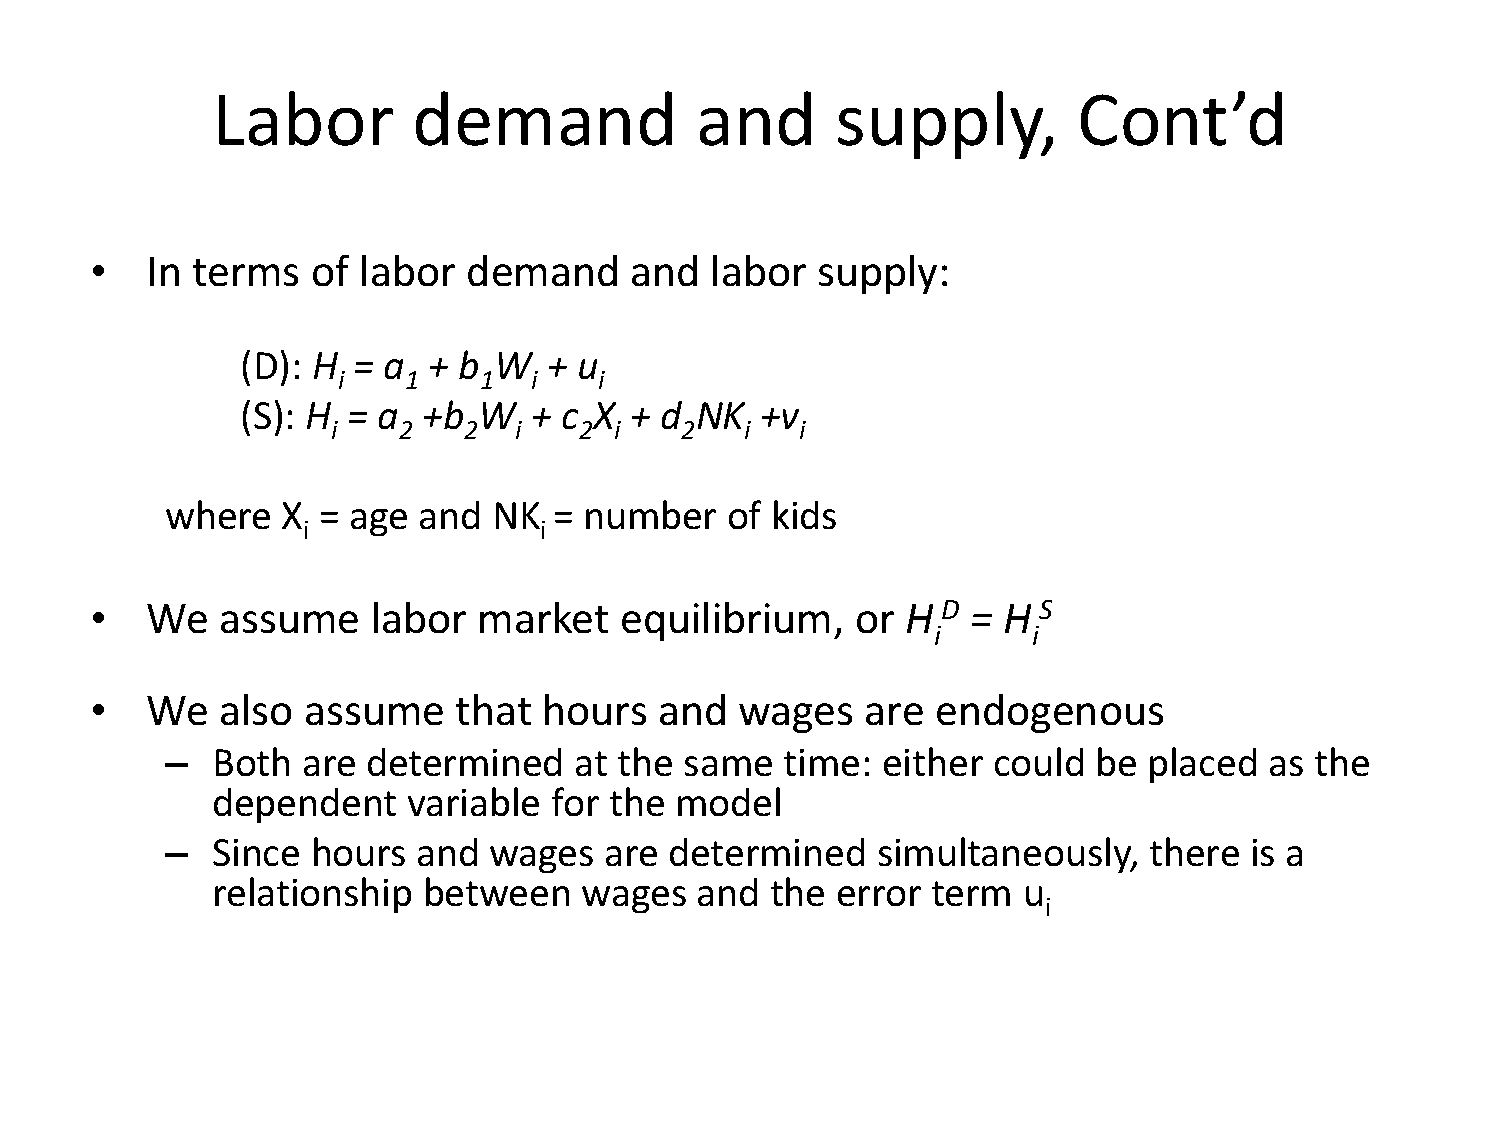 Labor demand and supply, Cont’d
• In terms of labor demand and labor supply:
(D): Hᵢ = a₁ + b₁Wᵢ + uᵢ
(S): Hᵢ = a₂ +b₂Wᵢ + c₂Xᵢ + d₂NKᵢ +vᵢ
where Xᵢ = age and NKᵢ = number of kids
• We assume labor market equilibrium, or Hᵢᴰ = Hᵢˢ
• We also assume that hours and wages are endogenous
– Both are determined at the same time: either could be placed as the
dependent variable for the model
– Since hours and wages are determined simultaneously, there is a
relationship between wages and the error term uᵢ